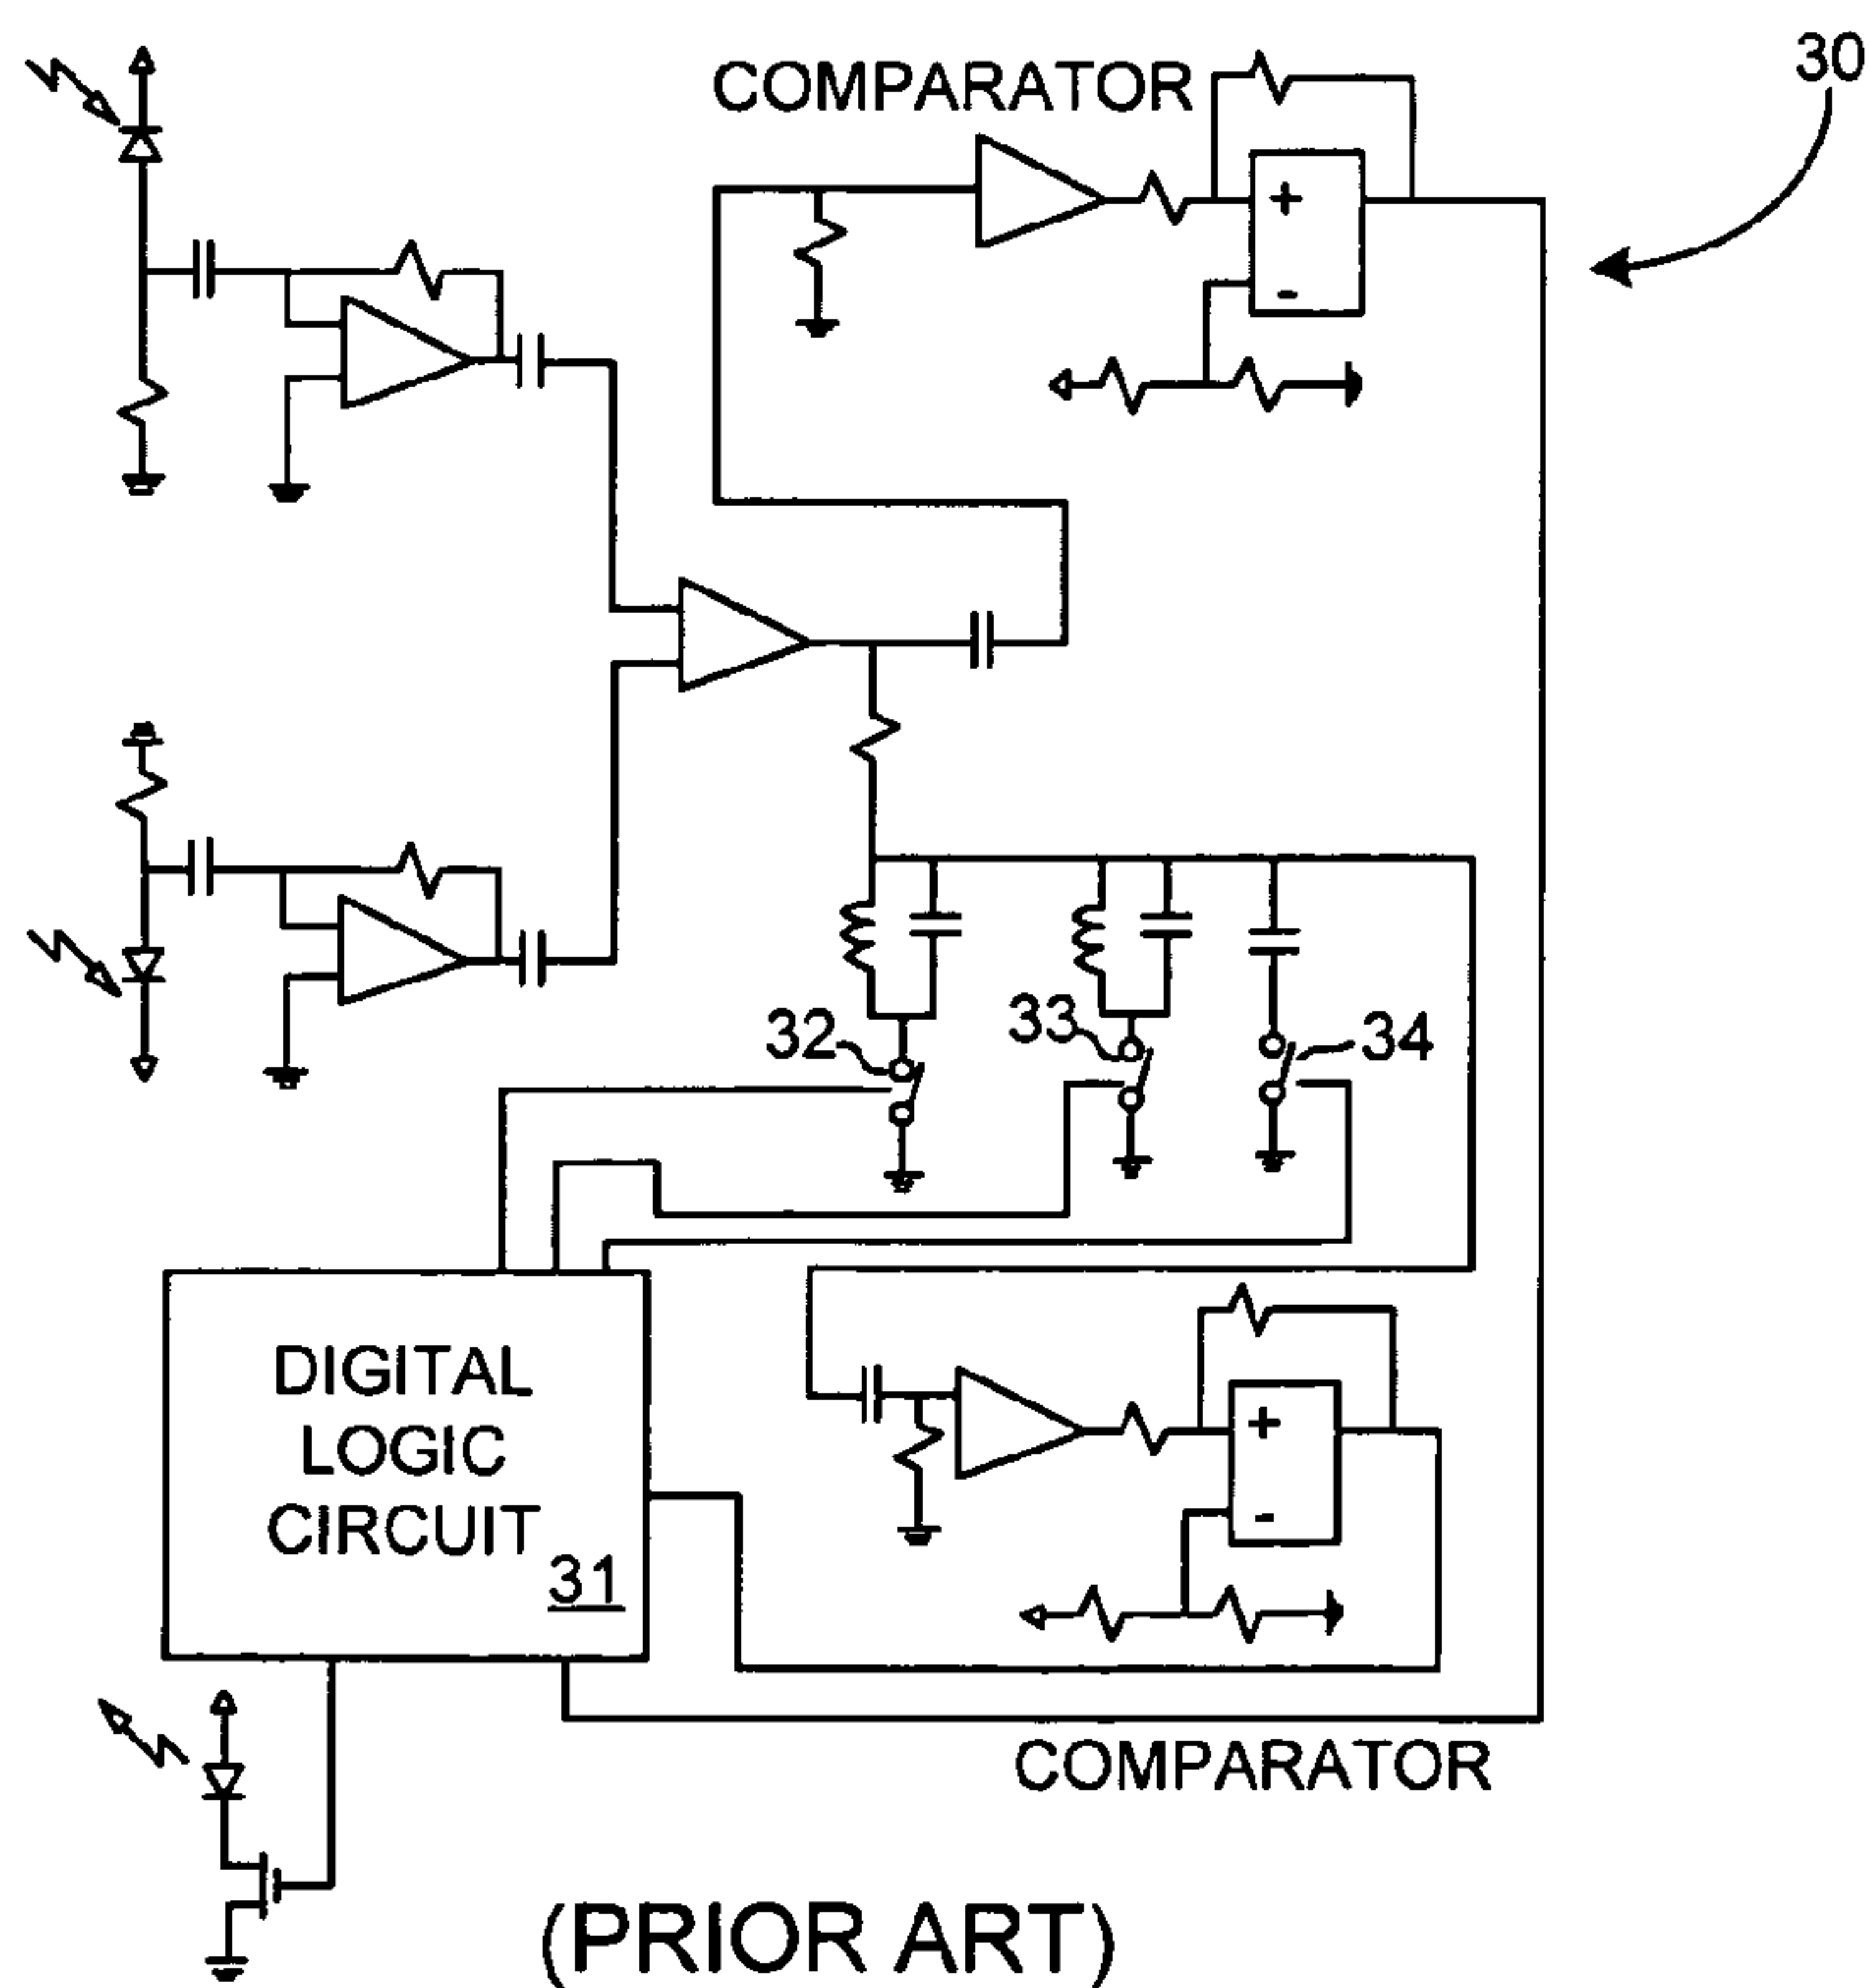 30
COMPARATOR
+
-
32
33
34
DIGITAL
LOGIC
CIRCUIT
31
+
-
COMPARATOR
(PRIOR ART)